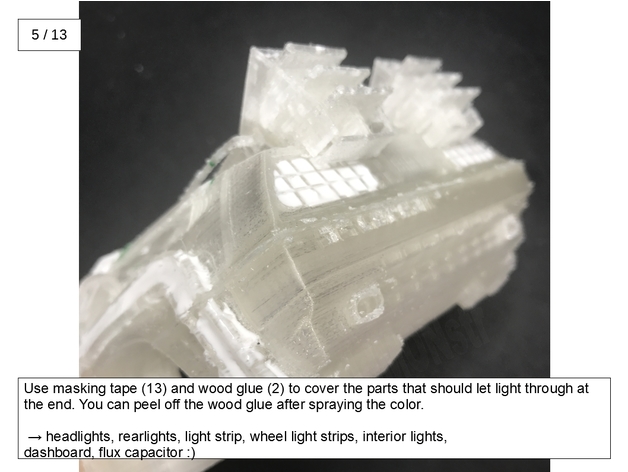 5 / 13
Use masking tape (13) and wood glue (2) to cover the parts that should let light through at
the end. You can peel off the wood glue after spraying the color.
→ headlights, rearlights, light strip, wheel light strips, interior lights,
dashboard, flux capacitor :)